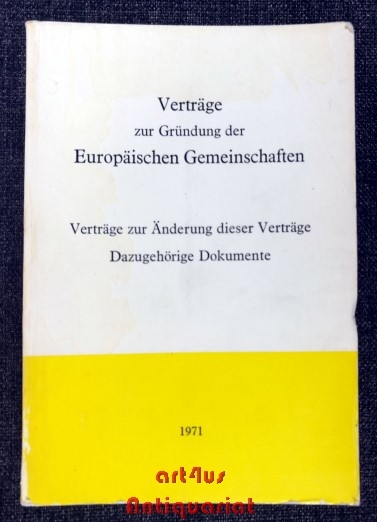 Verträge
zur Gründung der
Europäischen Gemeinschaften
Verträge zur Änderung dieser Verträge
Dazugehörige Dokumente
1971
art4us
Antiquariat